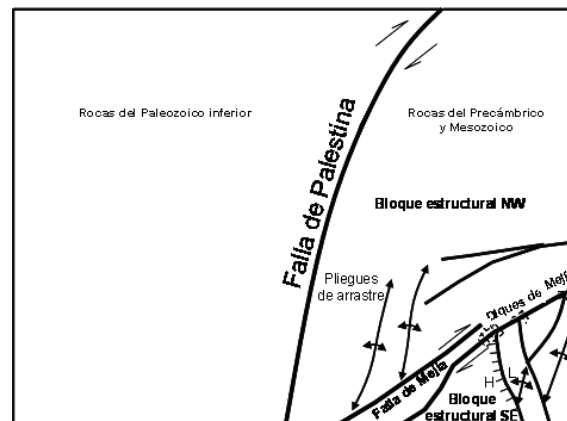 Rocas del Paleozoico inferior
Falla de Palestina
Rocas del Precámbrico
y Mesozoico
Bloque estructural NW
Pliegues
de arrastre
Diques de Mejía
Falla de Mejía
H
L
Bloque
estructural SE